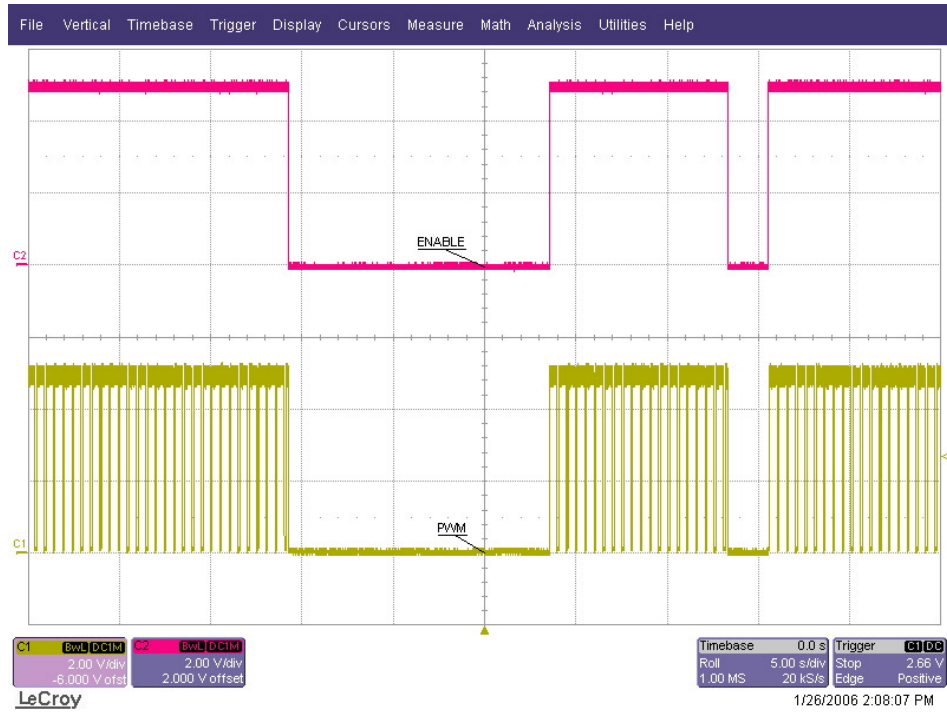 File Vertical Timebase Trigger Display Cursors Measure Math Analysis Utilities Help
C2
ENABLE
C1
PWM
C1 BwL DC1M
2.00 V/div
-6.000 V ofst
C2 BwL DC1M
2.00 V/div
2.000 V offset
Timebase 0.0 s
Roll 5.00 s/div
1.00 MS 20 kS/s
Trigger C1 DC
Stop 2.66 V
Edge Positive
LeCroy
1/26/2006 2:08:07 PM